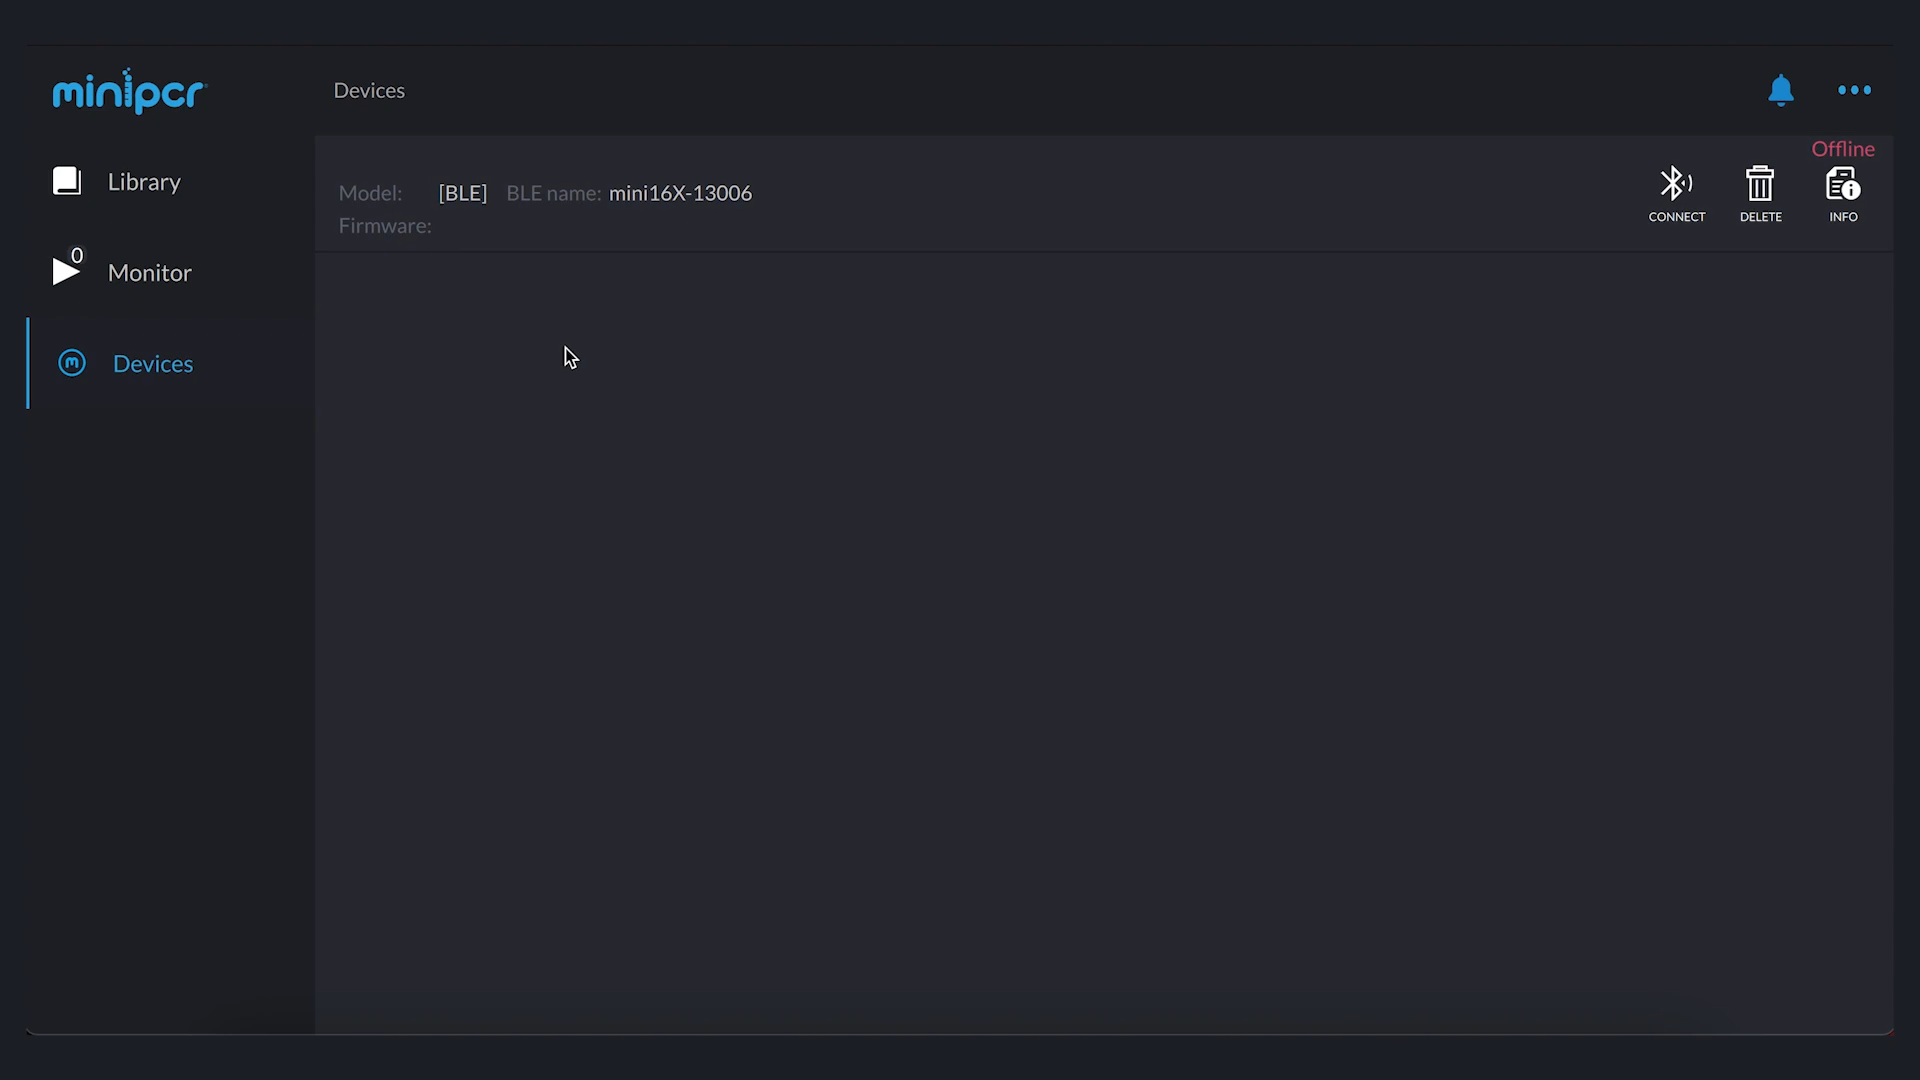 minipcr
Devices
Library
0
Monitor
Devices
Offline
Model: [BLE] BLE name: mini16X-13006
Firmware:
CONNECT DELETE INFO